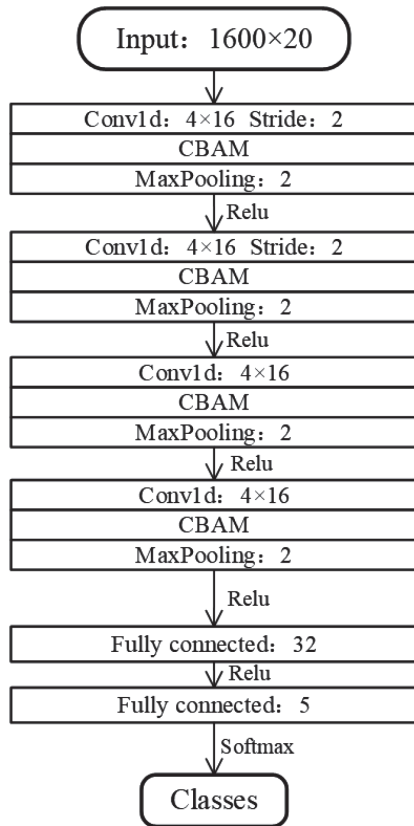 Input：1600×20
Conv1d：4×16 Stride：2
CBAM
MaxPooling：2
Relu
Conv1d：4×16 Stride：2
CBAM
MaxPooling：2
Relu
Conv1d：4×16
CBAM
MaxPooling：2
Relu
Conv1d：4×16
CBAM
MaxPooling：2
Relu
Fully connected：32
Relu
Fully connected：5
Softmax
Classes